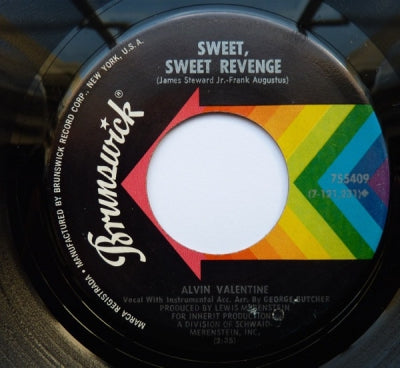 SWEET,
SWEET REVENGE
(James Steward Jr.-Frank Augustus)
Brunswick®
MARCA REGISTRADA • MANUFACTURED BY BRUNSWICK RECORD CORP., NEW YORK, U.S.A.
755409
ALVIN VALENTINE
Vocal With Instrumental Acc. Arr. By GEORGE BUTCHER
PRODUCED BY LEWIS MERENSTEIN
FOR INHERIT PRODUCTIONS
A DIVISION OF SCHWAID-
MERENSTEIN, INC.